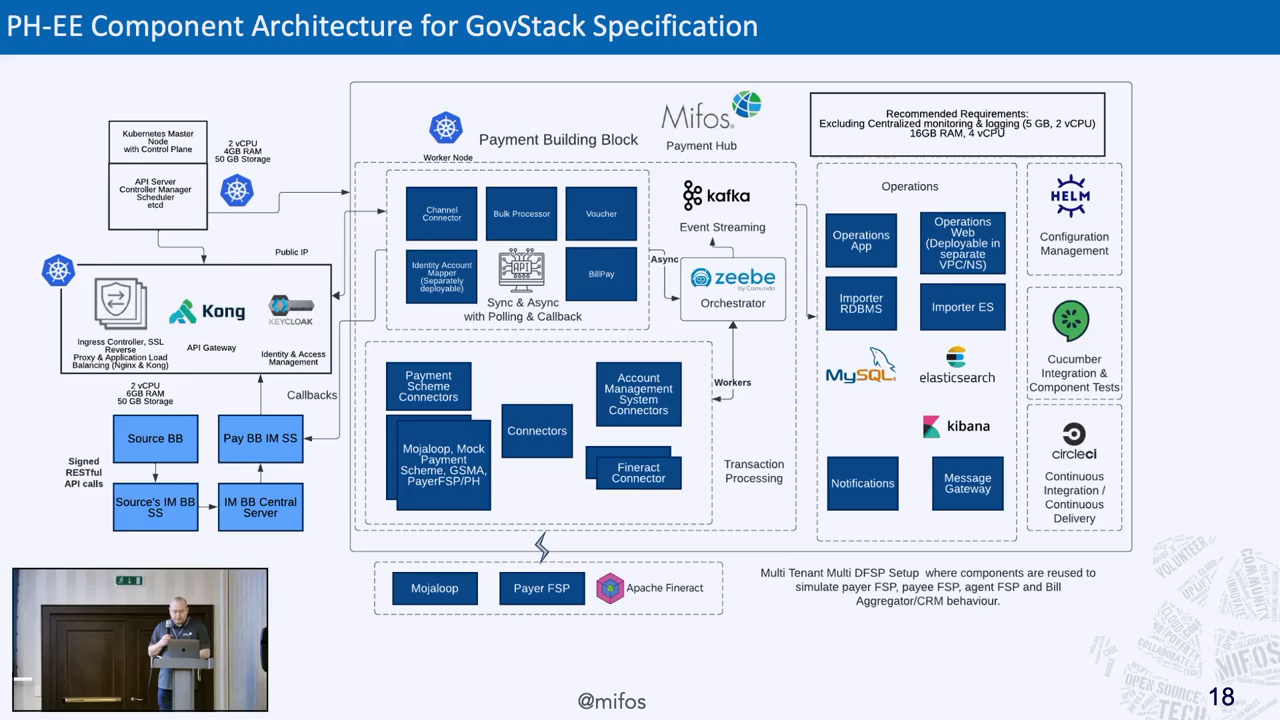 PH-EE Component Architecture for GovStack Specification
Kubernetes Master
Node
with Control Plane
2 vCPU
4GB RAM
50 GB Storage
API Server
Controller Manager
Scheduler
etcd
Worker Node
Payment Building Block
Mifos
Payment Hub
Recommended Requirements:
Excluding Centralized monitoring & logging (5 GB, 2 vCPU)
16GB RAM, 4 vCPU
Channel
Connector
Bulk Processor
Voucher
Identity Account
Mapper
(Separately
deployable)
API
BillPay
Sync & Async
with Polling & Callback
kafka
Event Streaming
Async
zeebe
by Camunda
Orchestrator
Workers
Public IP
Ingress Controller, SSL
Reverse
Proxy & Application Load
Balancing (Nginx & Kong)
Kong
API Gateway
KEYCLOAK
Identity & Access
Management
2 vCPU
6GB RAM
50 GB Storage
Callbacks
Source BB
Pay BB IM SS
Signed
RESTful
API calls
Source's IM BB
SS
IM BB Central
Server
Payment
Scheme
Connectors
Mojaloop, Mock
Payment
Scheme, GSMA,
PayerFSP/PH
Connectors
Account
Management
System
Connectors
Fineract
Connector
Transaction
Processing
Operations
Operations
App
Operations
Web
(Deployable in
separate
VPC/NS)
Importer
RDBMS
Importer ES
MySQL
elasticsearch
kibana
Notifications
Message
Gateway
HELM
Configuration
Management
Cucumber
Integration &
Component Tests
circleci
Continuous
Integration /
Continuous
Delivery
Mojaloop
Payer FSP
Apache Fineract
Multi Tenant Multi DFSP Setup where components are reused to
simulate payer FSP, payee FSP, agent FSP and Bill
Aggregator/CRM behaviour.
@mifos
VOLUNTEER
COMMUNITY
UPLIFT
COLLABORATES
MIFOS
OPEN SOURCE
TECH
18